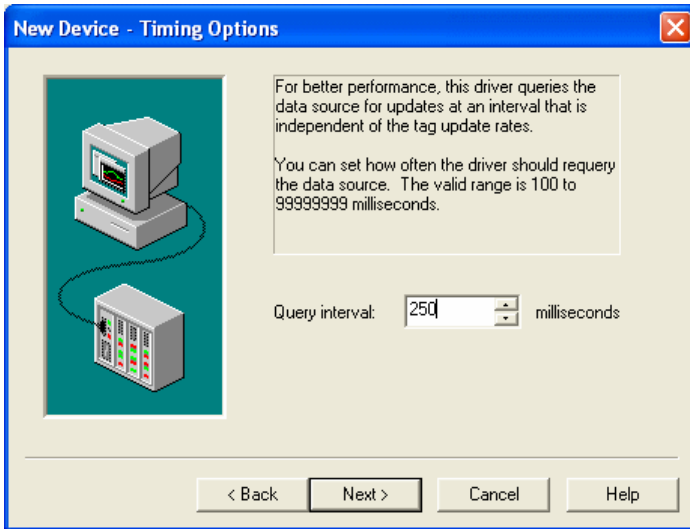 New Device - Timing Options
For better performance, this driver queries the
data source for updates at an interval that is
independent of the tag update rates.
You can set how often the driver should requery
the data source.  The valid range is 100 to
99999999 milliseconds.
Query interval: 250 milliseconds
< Back Next > Cancel Help